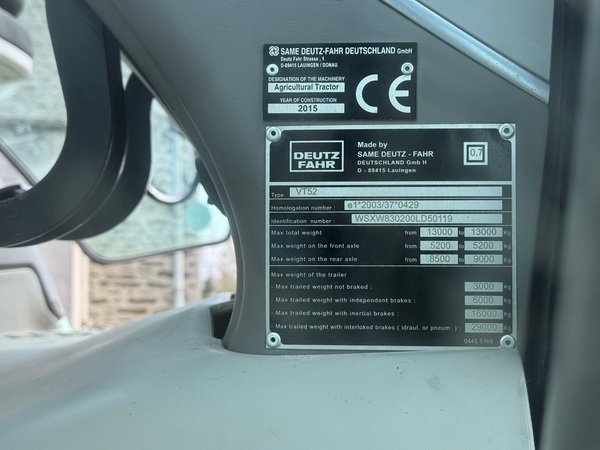 SAME DEUTZ-FAHR DEUTSCHLAND GmbH
Deutz Fahr Strasse , 1
D-89415 LAUINGEN / DONAU
DESIGNATION OF THE MACHINERY
Agricultural Tractor
YEAR OF CONSTRUCTION
2015
CE
DEUTZ FAHR
Made by
SAME DEUTZ - FAHR
DEUTSCHLAND Gmb H
D - 89415 Lauingen
0,7
Type: VT52
Homologation number : e1*2003/37*0429
Identification number : WSXW830200LD50119
Max total weight from 13000 to 13000 Kg
Max weight on the front axle from 5200 to 5200 Kg
Max weight on the rear axle from 8500 to 9000 Kg
Max weight of the trailer
- Max trailed weight not braked : 3000 Kg
- Max trailed weight with independent brakes : 6000 Kg
- Max trailed weight with inertial brakes : 16000 Kg
- Max trailed weight with interloked brakes ( idraul. or pneum. ) : 29000 Kg
0445 5165